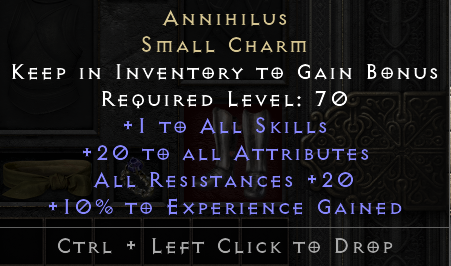 Annihilus
Small Charm
Keep in Inventory to Gain Bonus
Required Level: 70
+1 to All Skills
+20 to all Attributes
All Resistances +20
+10% to Experience Gained
Ctrl + Left Click to Drop